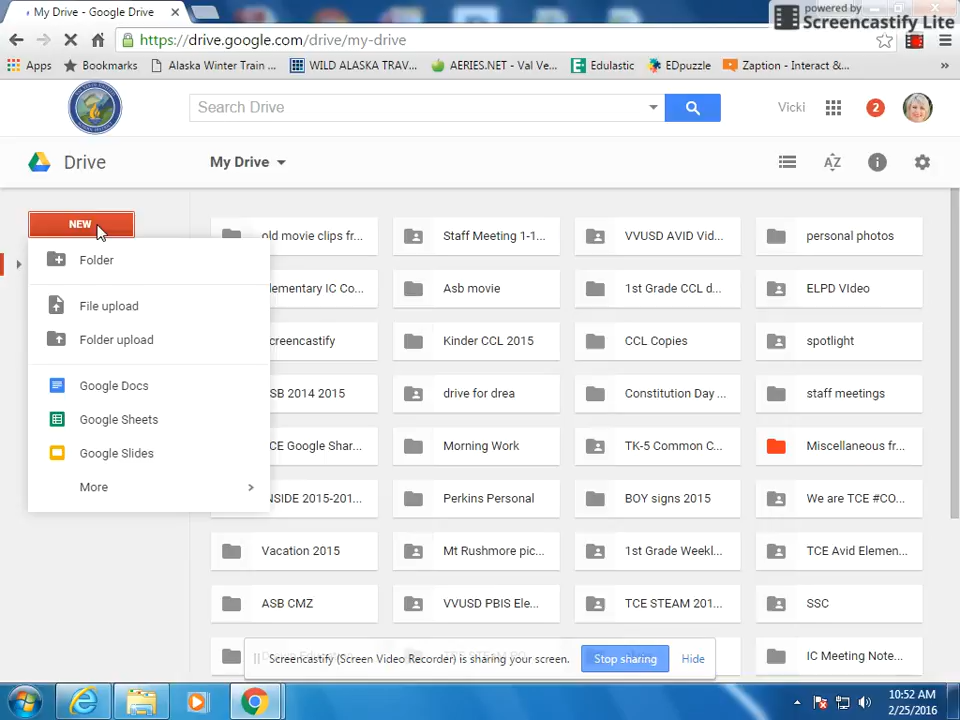 My Drive - Google Drive
powered by
Screencastify Lite
https://drive.google.com/drive/my-drive
Apps
Bookmarks
Alaska Winter Train ...
WILD ALASKA TRAV...
AERIES.NET - Val Ve...
Edulastic
EDpuzzle
Zaption - Interact &...
»
Search Drive
Vicki
2
Drive
My Drive
AZ
NEW
Folder
File upload
Folder upload
Google Docs
Google Sheets
Google Slides
More
old movie clips fr...
Staff Meeting 1-1...
VVUSD AVID Vid...
personal photos
lementary IC Co...
Asb movie
1st Grade CCL d...
ELPD VIdeo
creencastify
Kinder CCL 2015
CCL Copies
spotlight
SB 2014 2015
drive for drea
Constitution Day ...
staff meetings
CE Google Shar...
Morning Work
TK-5 Common C...
Miscellaneous fr...
NSIDE 2015-201...
Perkins Personal
BOY signs 2015
We are TCE #CO...
Vacation 2015
Mt Rushmore pic...
1st Grade Weekl...
TCE Avid Elemen...
ASB CMZ
VVUSD PBIS Ele...
TCE STEAM 201...
SSC
IC Meeting Note...
Screencastify (Screen Video Recorder) is sharing your screen.
Stop sharing
Hide
10:52 AM
2/25/2016